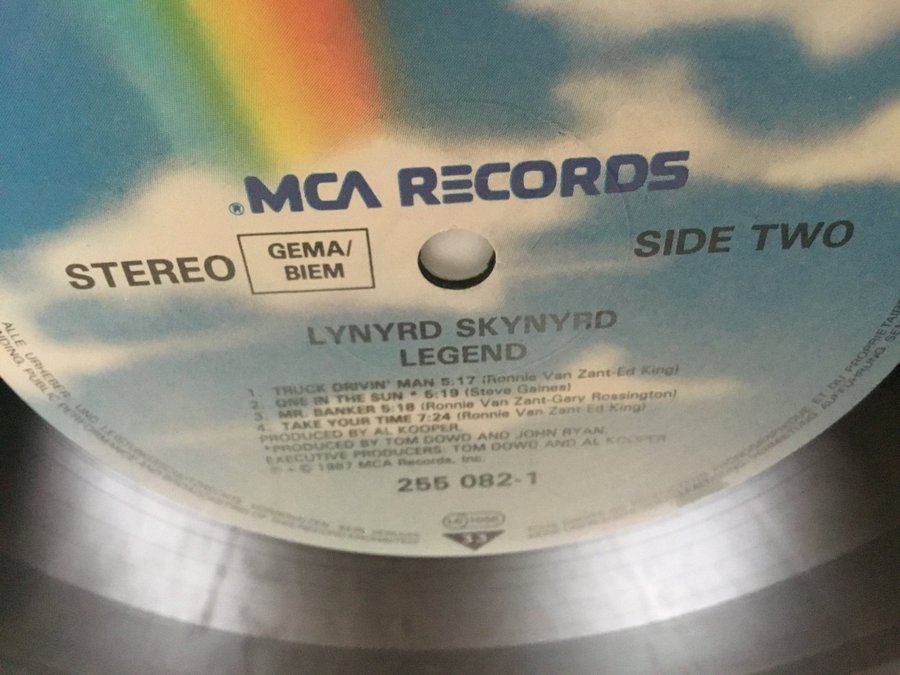 ® MCA RECORDS
STEREO
GEMA/
BIEM
SIDE TWO
LYNYRD SKYNYRD
LEGEND
1. TRUCK DRIVIN' MAN 5:17 (Ronnie Van Zant-Ed King)
2. ONE IN THE SUN * 5:19 (Steve Gaines)
3. MR. BANKER 5:18 (Ronnie Van Zant-Gary Rossington)
4. TAKE YOUR TIME 7:24 (Ronnie Van Zant-Ed King)
PRODUCED BY AL KOOPER.
*PRODUCED BY TOM DOWD AND JOHN RYAN.
EXECUTIVE PRODUCERS: TOM DOWD AND AL KOOPER
℗ • © 1987 MCA Records, Inc.
255 082-1
33
ALLE URHEBER- UND